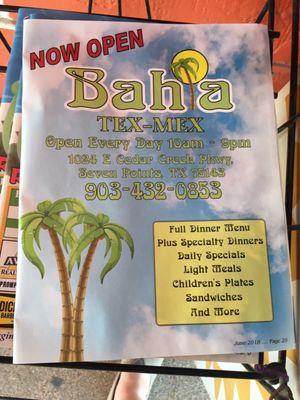 NOW OPEN
Bahia
TEX-MEX
Open Every Day 10am - 9pm
1024 E Cedar Creek Pkwy,
Seven Points, TX 75143
903-432-0853
Full Dinner Menu
Plus Specialty Dinners
Daily Specials
Light Meals
Children's Plates
Sandwiches
And More
June 2018 .... Page 25